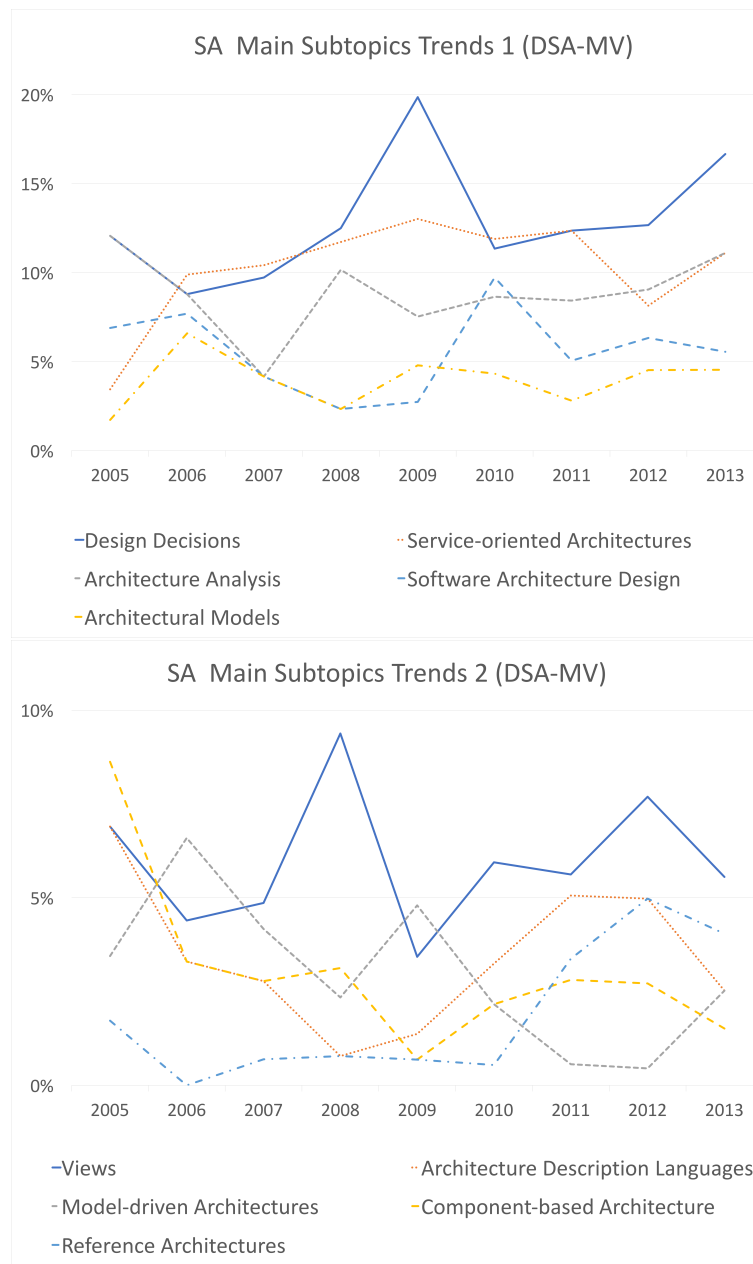 SA Main Subtopics Trends 1 (DSA-MV)
20%
15%
10%
5%
0%
2005 2006 2007 2008 2009 2010 2011 2012 2013
Design Decisions Service-oriented Architectures
Architecture Analysis Software Architecture Design
Architectural Models
SA Main Subtopics Trends 2 (DSA-MV)
10%
5%
0%
2005 2006 2007 2008 2009 2010 2011 2012 2013
Views Architecture Description Languages
Model-driven Architectures Component-based Architecture
Reference Architectures